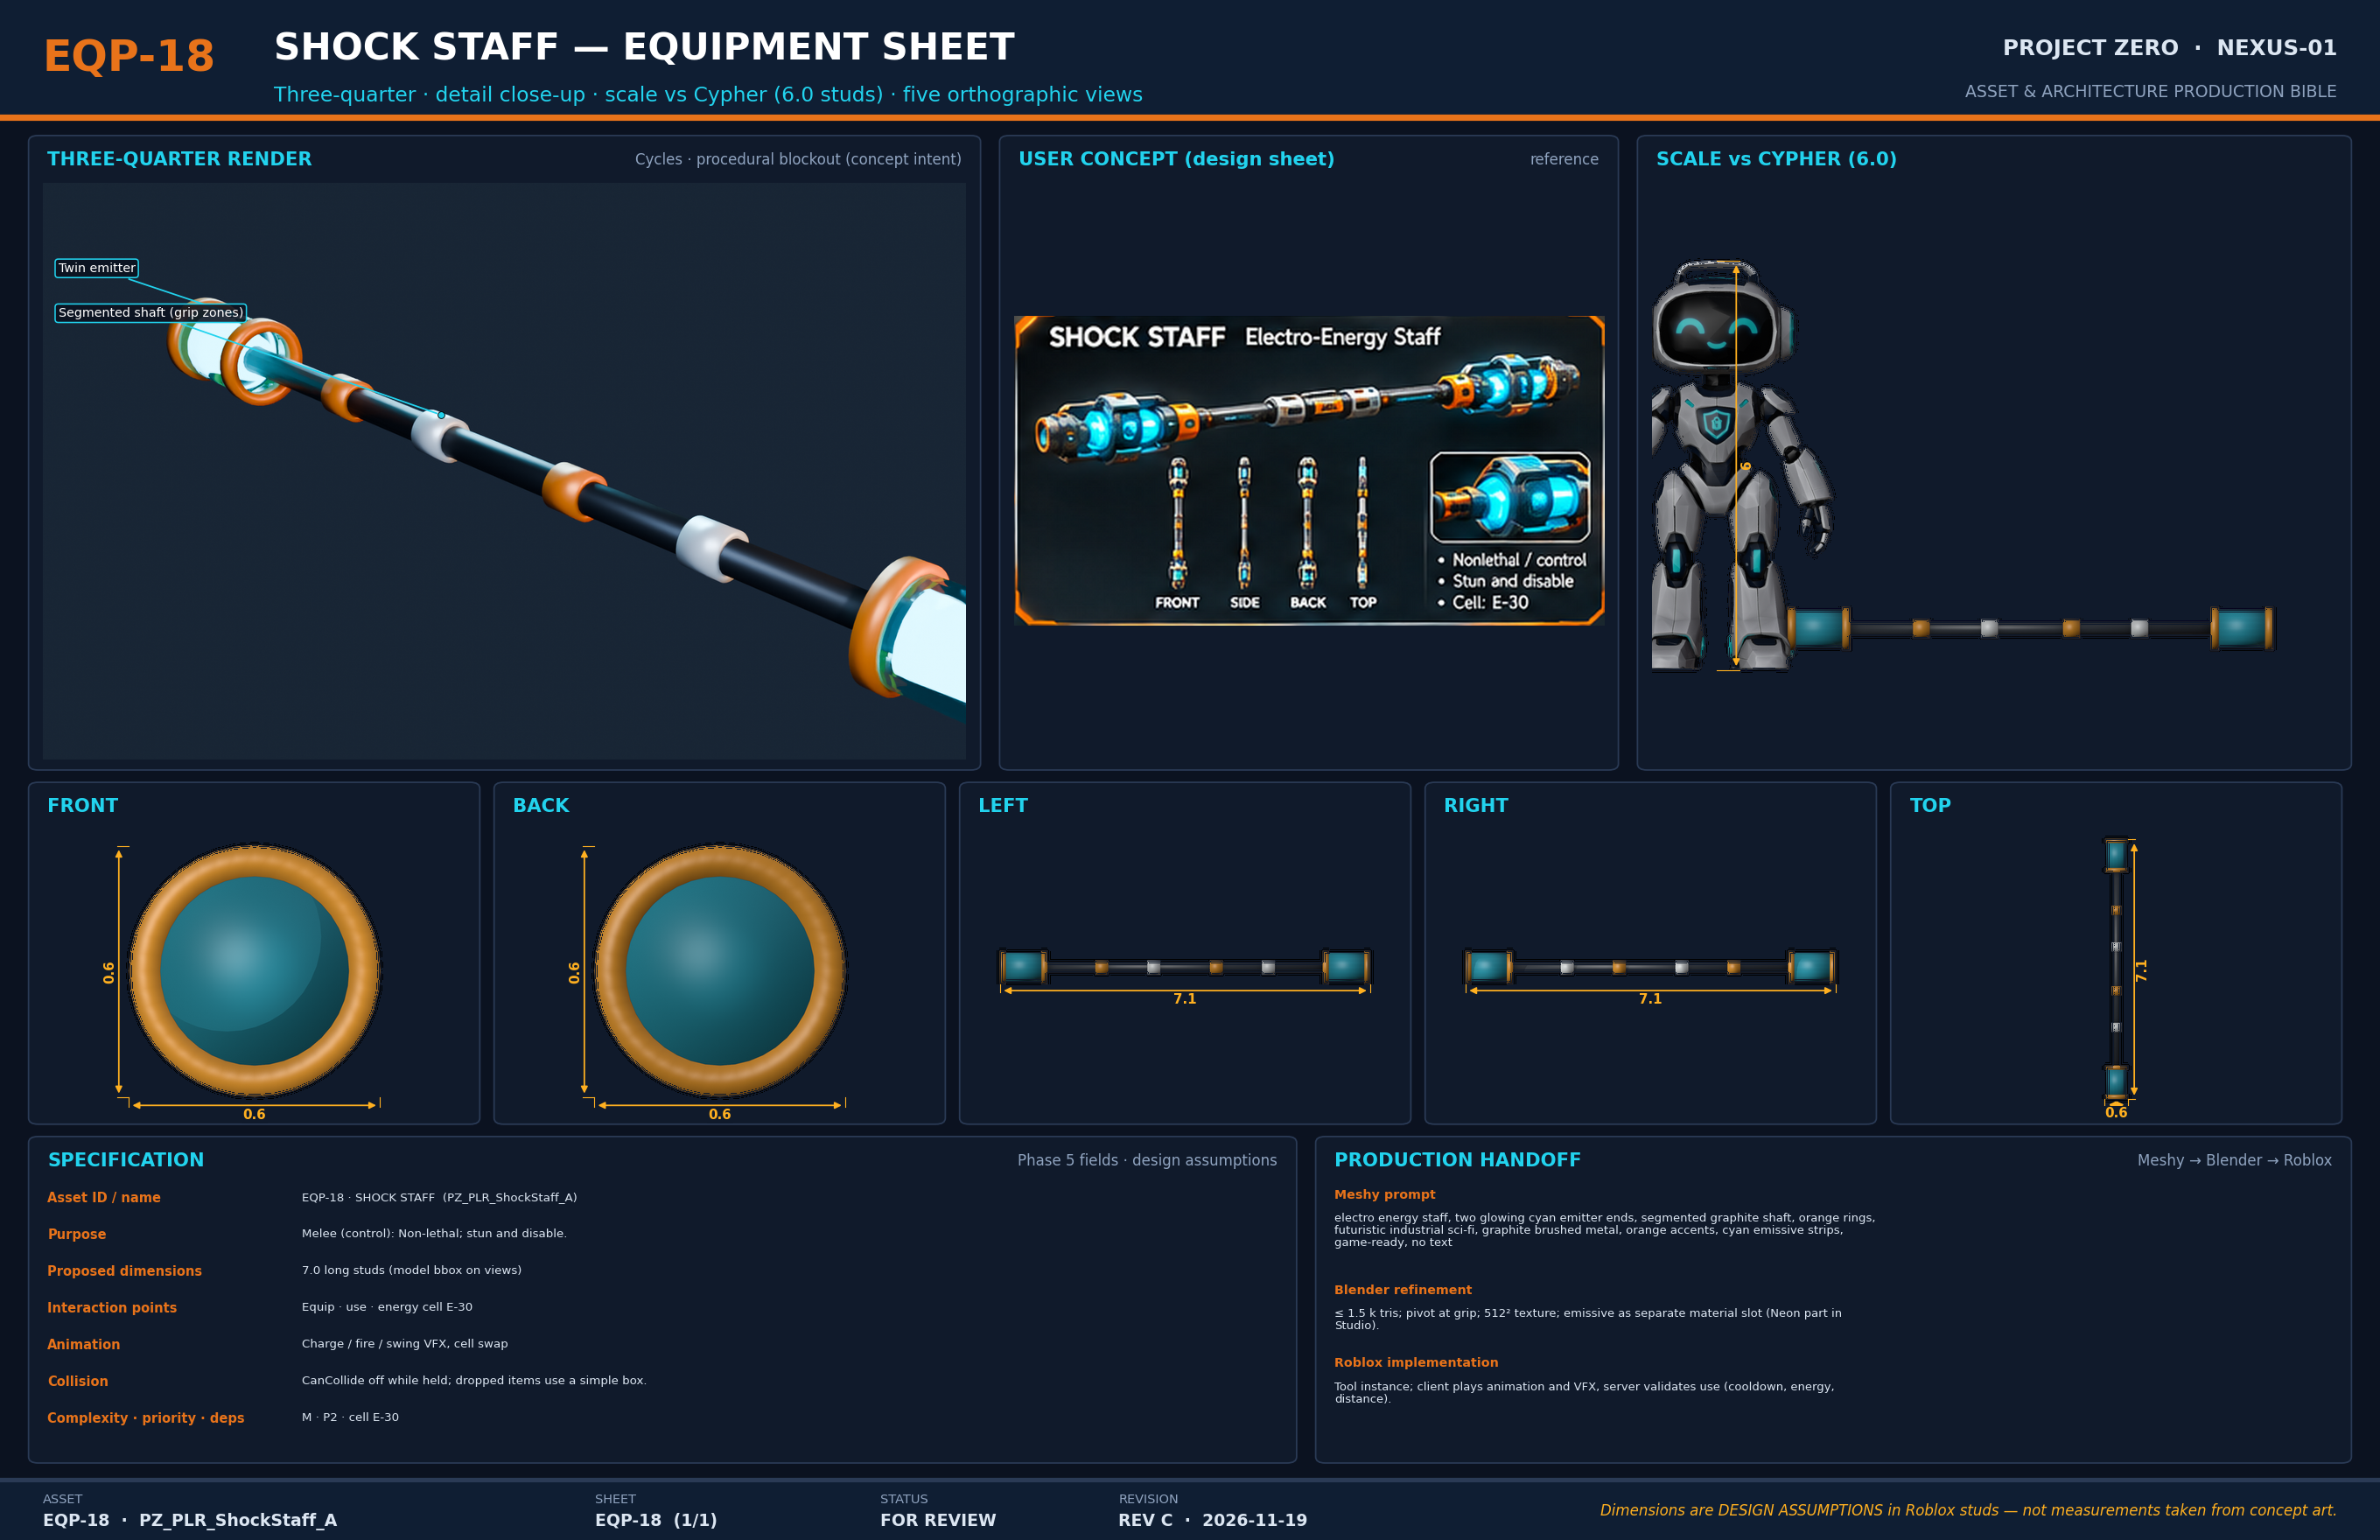 EQP-18
SHOCK STAFF — EQUIPMENT SHEET
Three-quarter · detail close-up · scale vs Cypher (6.0 studs) · five orthographic views
PROJECT ZERO · NEXUS-01
ASSET & ARCHITECTURE PRODUCTION BIBLE
THREE-QUARTER RENDER
Cycles · procedural blockout (concept intent)
Twin emitter
Segmented shaft (grip zones)
USER CONCEPT (design sheet)
reference
SHOCK STAFF Electro-Energy Staff
FRONT SIDE BACK TOP
• Nonlethal / control
• Stun and disable
• Cell: E-30
SCALE vs CYPHER (6.0)
6
FRONT
0.6
0.6
BACK
0.6
0.6
LEFT
7.1
RIGHT
7.1
TOP
7.1
0.6
SPECIFICATION
Phase 5 fields · design assumptions
Asset ID / name EQP-18 · SHOCK STAFF (PZ_PLR_ShockStaff_A)
Purpose Melee (control): Non-lethal; stun and disable.
Proposed dimensions 7.0 long studs (model bbox on views)
Interaction points Equip · use · energy cell E-30
Animation Charge / fire / swing VFX, cell swap
Collision CanCollide off while held; dropped items use a simple box.
Complexity · priority · deps M · P2 · cell E-30
PRODUCTION HANDOFF
Meshy → Blender → Roblox
Meshy prompt
electro energy staff, two glowing cyan emitter ends, segmented graphite shaft, orange rings,
futuristic industrial sci-fi, graphite brushed metal, orange accents, cyan emissive strips,
game-ready, no text
Blender refinement
≤ 1.5 k tris; pivot at grip; 512² texture; emissive as separate material slot (Neon part in
Studio).
Roblox implementation
Tool instance; client plays animation and VFX, server validates use (cooldown, energy,
distance).
ASSET
EQP-18 · PZ_PLR_ShockStaff_A
SHEET
EQP-18 (1/1)
STATUS
FOR REVIEW
REVISION
REV C · 2026-11-19
Dimensions are DESIGN ASSUMPTIONS in Roblox studs — not measurements taken from concept art.